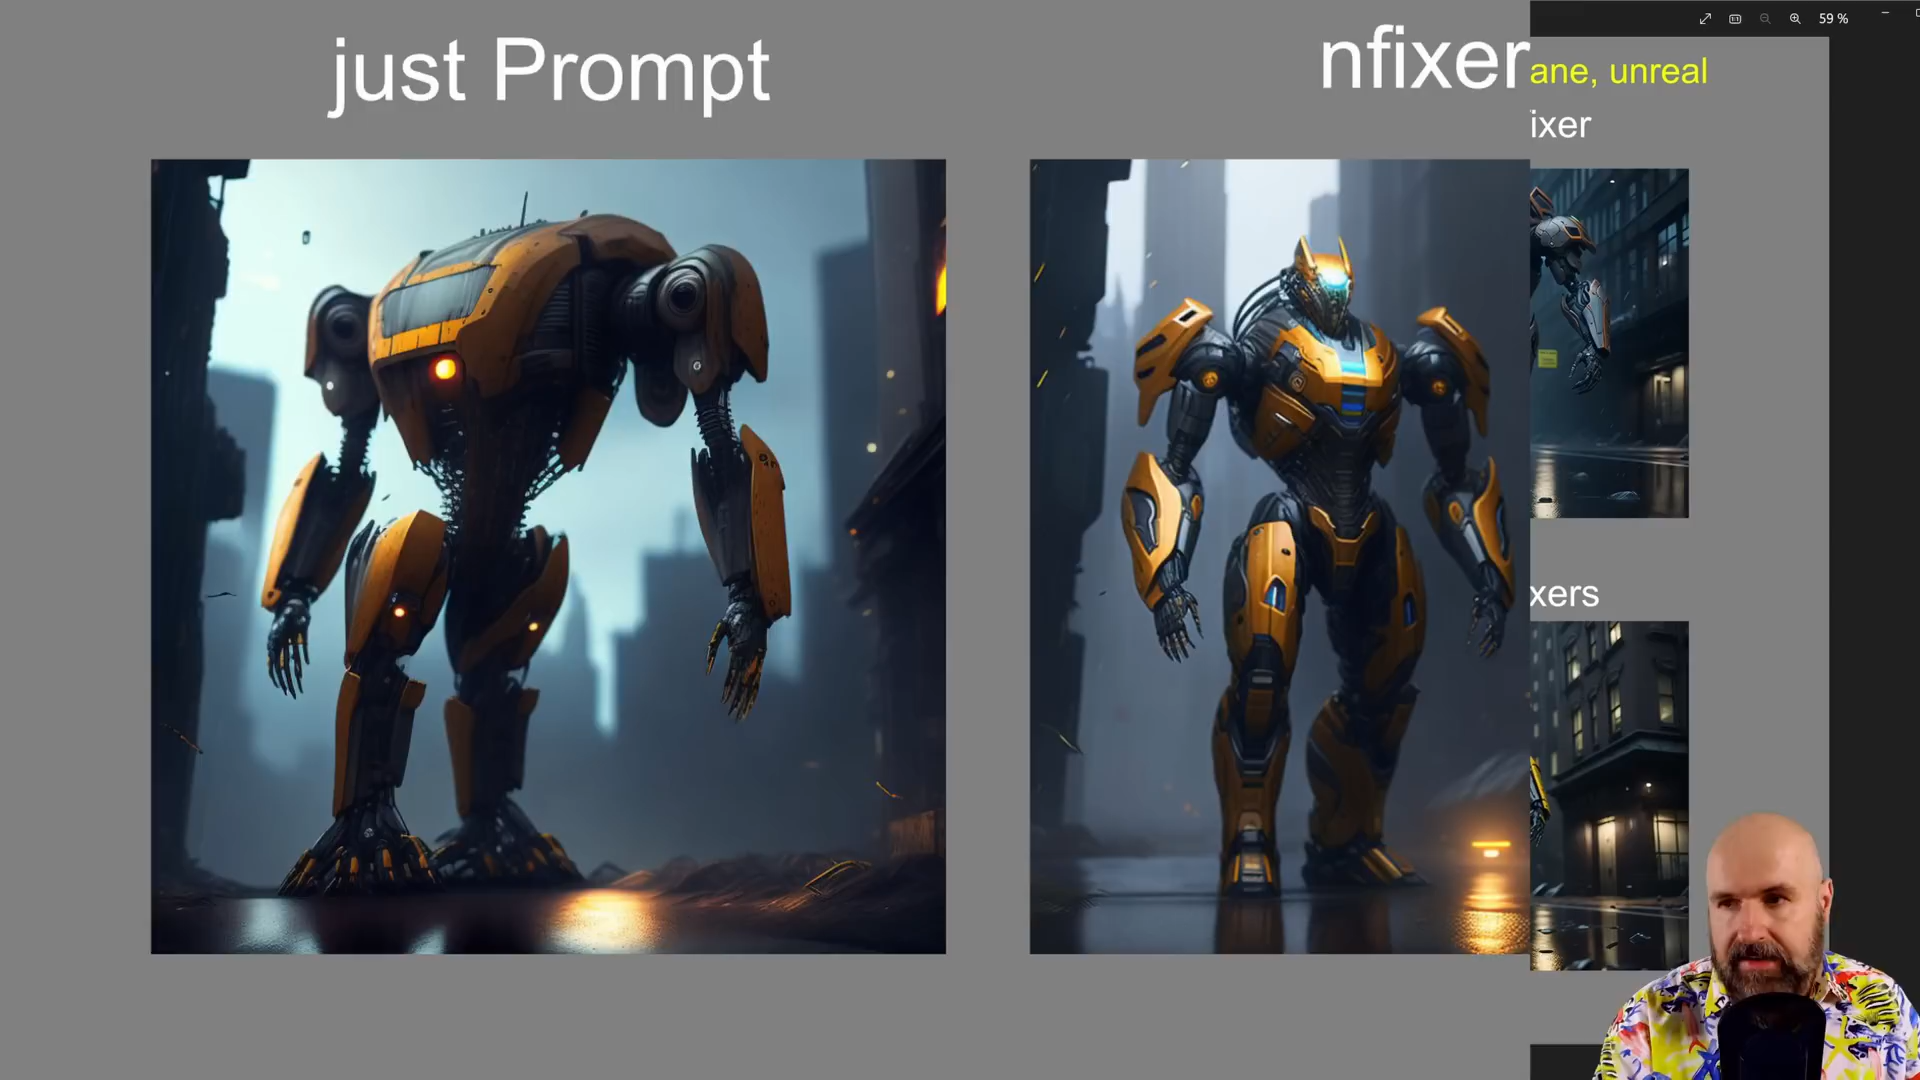 just Prompt
nfixer
59 %
ane, unreal
ixer
xers